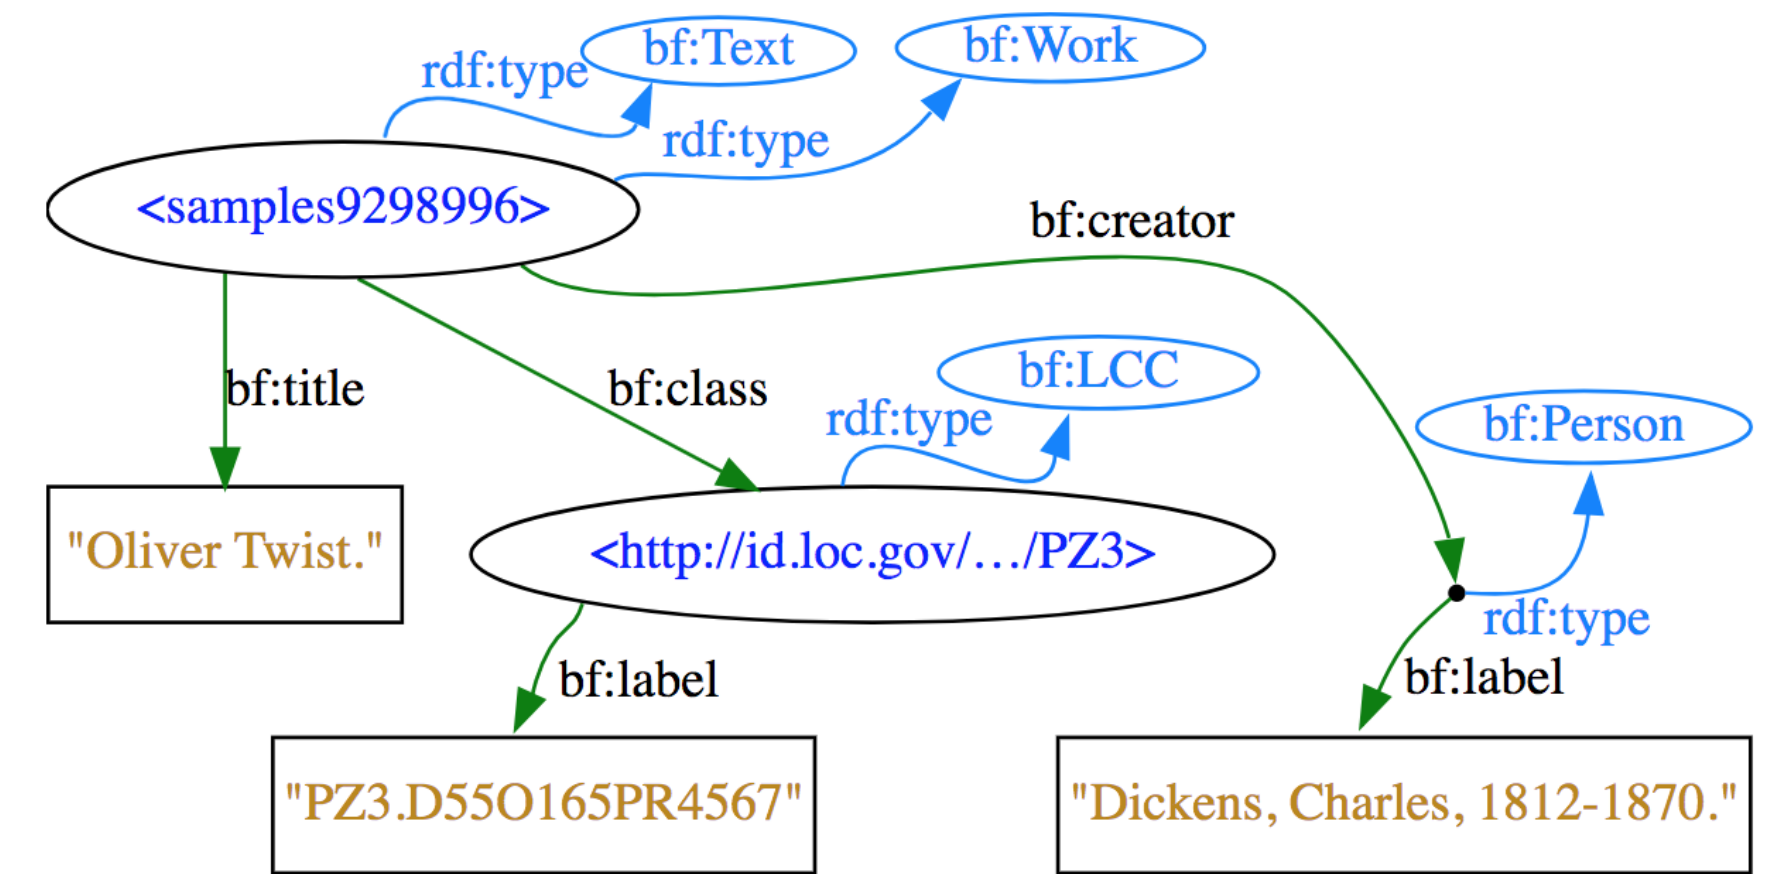 bf:Text
bf:Work
rdf:type
rdf:type
<samples9298996>
bf:creator
bf:title
bf:class
bf:LCC
rdf:type
bf:Person
"Oliver Twist."
<http://id.loc.gov/…/PZ3>
rdf:type
bf:label
bf:label
"PZ3.D55O165PR4567"
"Dickens, Charles, 1812-1870."